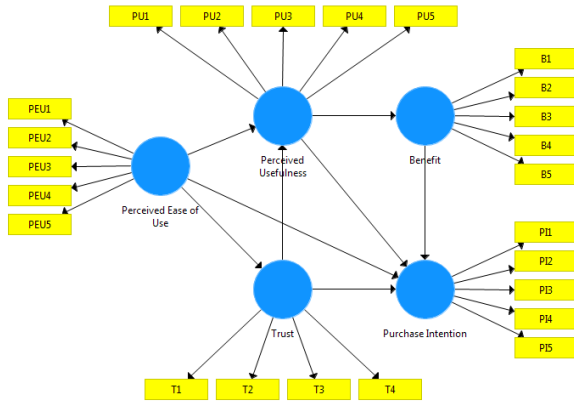 PU1
PU2
PU3
PU4
PU5
B1
B2
B3
B4
B5
PEU1
PEU2
PEU3
PEU4
PEU5
Perceived
Usefulness
Benefit
Perceived Ease of
Use
PI1
PI2
PI3
PI4
PI5
Trust
Purchase Intention
T1
T2
T3
T4